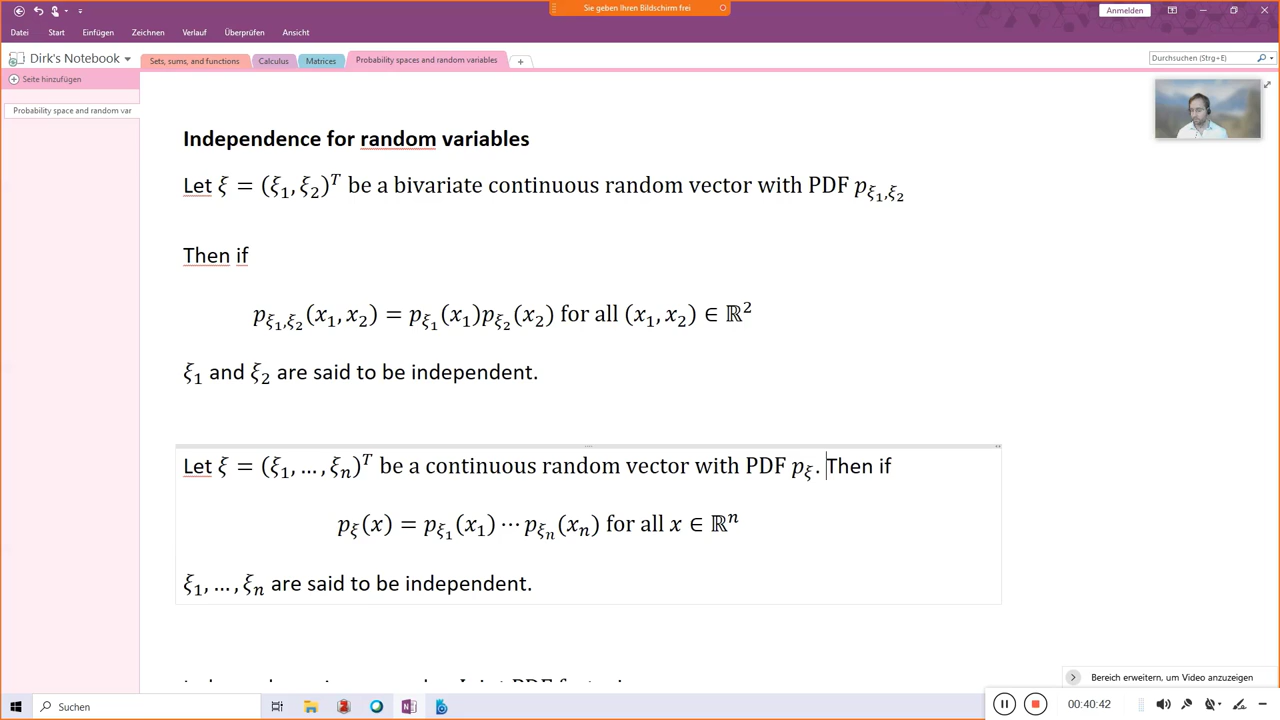 Sie geben Ihren Bildschirm frei
Anmelden
Datei Start Einfügen Zeichnen Verlauf Überprüfen Ansicht
Dirk's Notebook Sets, sums, and functions Calculus Matrices Probability spaces and random variables +
Durchsuchen (Strg+E)
Seite hinzufügen
Probability space and random var
Independence for random variables
Let ξ = (ξ₁, ξ₂)ᵀ be a bivariate continuous random vector with PDF p_{ξ₁,ξ₂}
Then if
p_{ξ₁,ξ₂}(x₁, x₂) = p_{ξ₁}(x₁)p_{ξ₂}(x₂) for all (x₁, x₂) ∈ ℝ²
ξ₁ and ξ₂ are said to be independent.
Let ξ = (ξ₁, … , ξₙ)ᵀ be a continuous random vector with PDF p_ξ. Then if
p_ξ(x) = p_{ξ₁}(x₁) ⋯ p_{ξₙ}(xₙ) for all x ∈ ℝⁿ
ξ₁, … , ξₙ are said to be independent.
Bereich erweitern, um Video anzuzeigen
Suchen
00:40:42